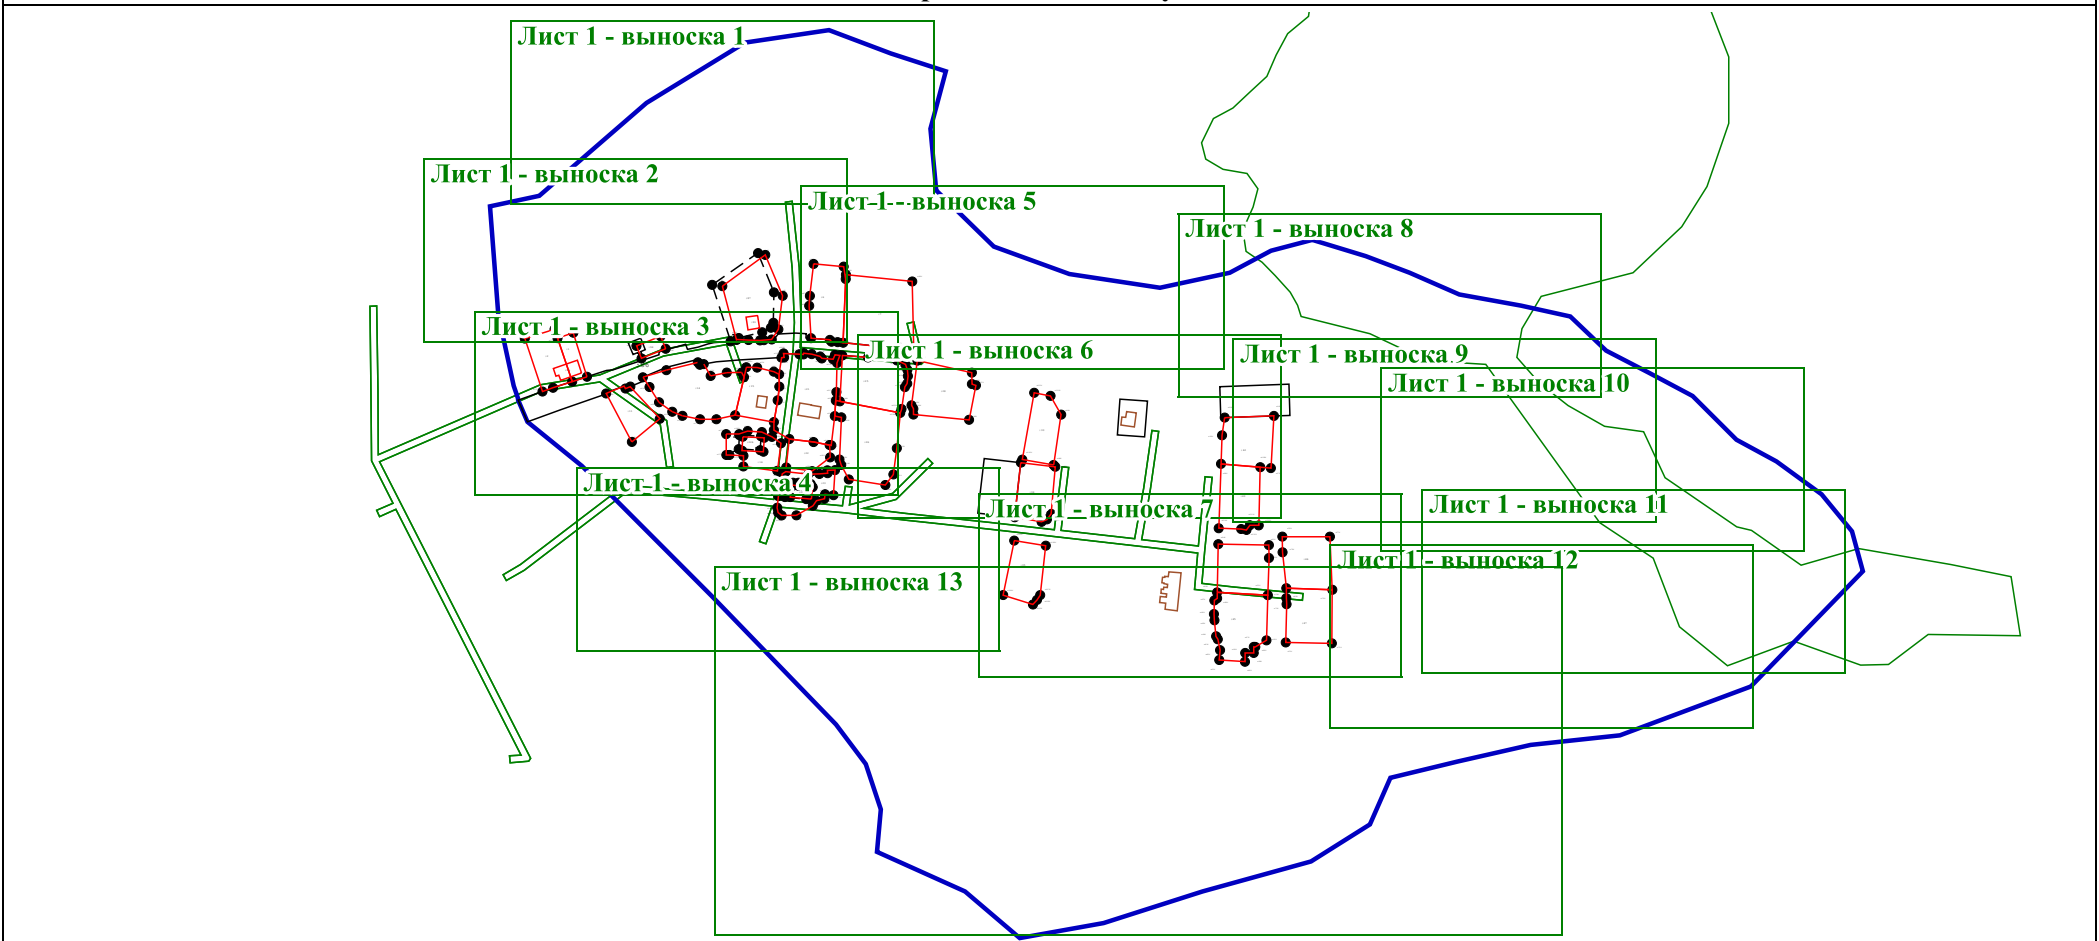 Лист 1 - выноска 1
Лист 1 - выноска 2
Лист 1 - выноска 5
Лист 1 - выноска 8
Лист 1 - выноска 3
Лист 1 - выноска 6
Лист 1 - выноска 9
Лист 1 - выноска 10
Лист 1 - выноска 4
Лист 1 - выноска 7
Лист 1 - выноска 11
Лист 1 - выноска 12
Лист 1 - выноска 13